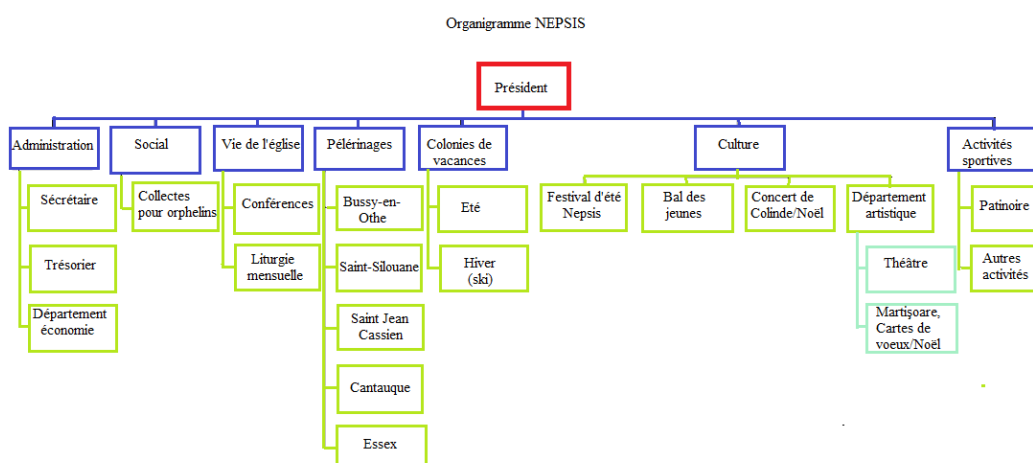 Organigramme NEPSIS
Président
Administration
Social
Vie de l'église
Pélérinages
Colonies de
vacances
Culture
Activités
sportives
Sécrétaire
Trésorier
Département
économie
Collectes
pour orphelins
Conférences
Liturgie
mensuelle
Bussy-en-
Othe
Saint-Silouane
Saint Jean
Cassien
Cantauque
Essex
Eté
Hiver
(ski)
Festival d'été
Nepsis
Bal des
jeunes
Concert de
Colinde/Noël
Département
artistique
Théâtre
Martişoare,
Cartes de
voeux/Noël
Patinoire
Autres
activités